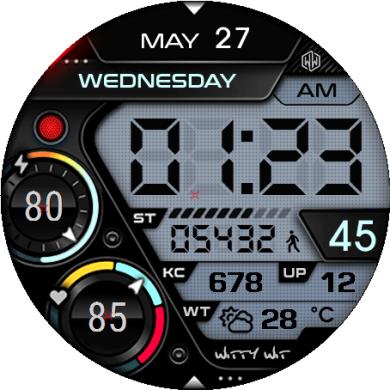 MAY 27
WEDNESDAY
AM
01:23
80
ST
05432
45
KC 678 UP 12
85
WT 28 °C
WITTY WIT